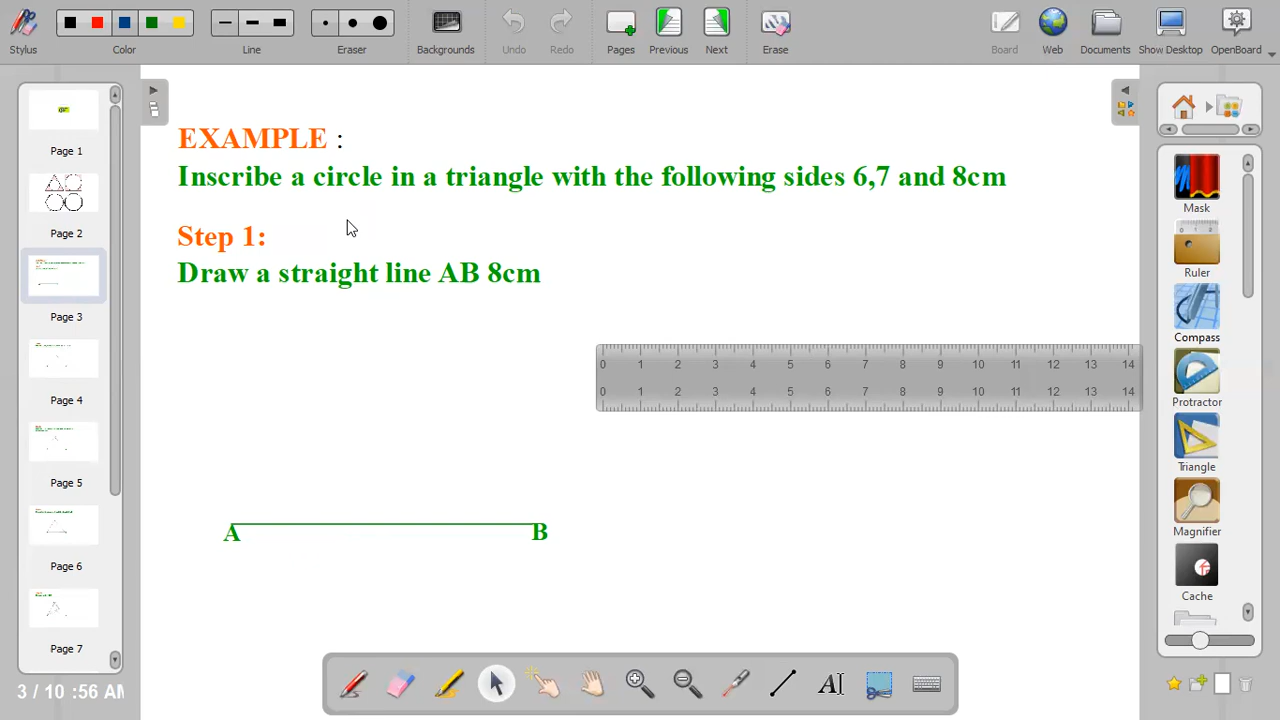 Stylus
Color
Line
Eraser
Backgrounds
Undo
Redo
Pages
Previous
Next
Erase
Board
Web
Documents
Show Desktop
OpenBoard
Page 1
Page 2
Page 3
Page 4
Page 5
Page 6
Page 7
3 / 10 :56 AM
EXAMPLE :
Inscribe a circle in a triangle with the following sides 6,7 and 8cm
Step 1:
Draw a straight line AB 8cm
0 1 2 3 4 5 6 7 8 9 10 11 12 13 14
0 1 2 3 4 5 6 7 8 9 10 11 12 13 14
A B
Mask
Ruler
Compass
Protractor
Triangle
Magnifier
Cache